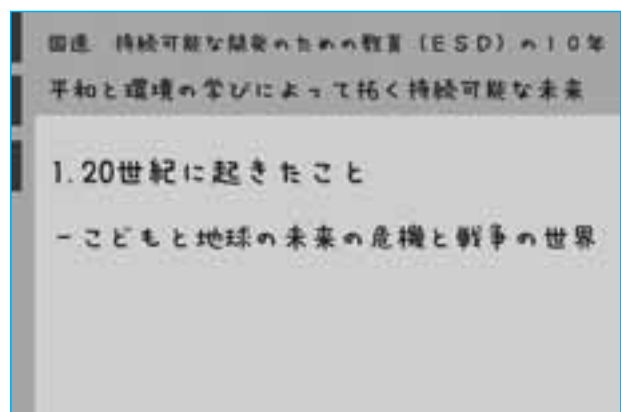 国連 持続可能な開発のための教育（ESD）の10年
平和と環境の学びによって拓く持続可能な未来
1.20世紀に起きたこと
－こどもと地球の未来の危機と戦争の世界